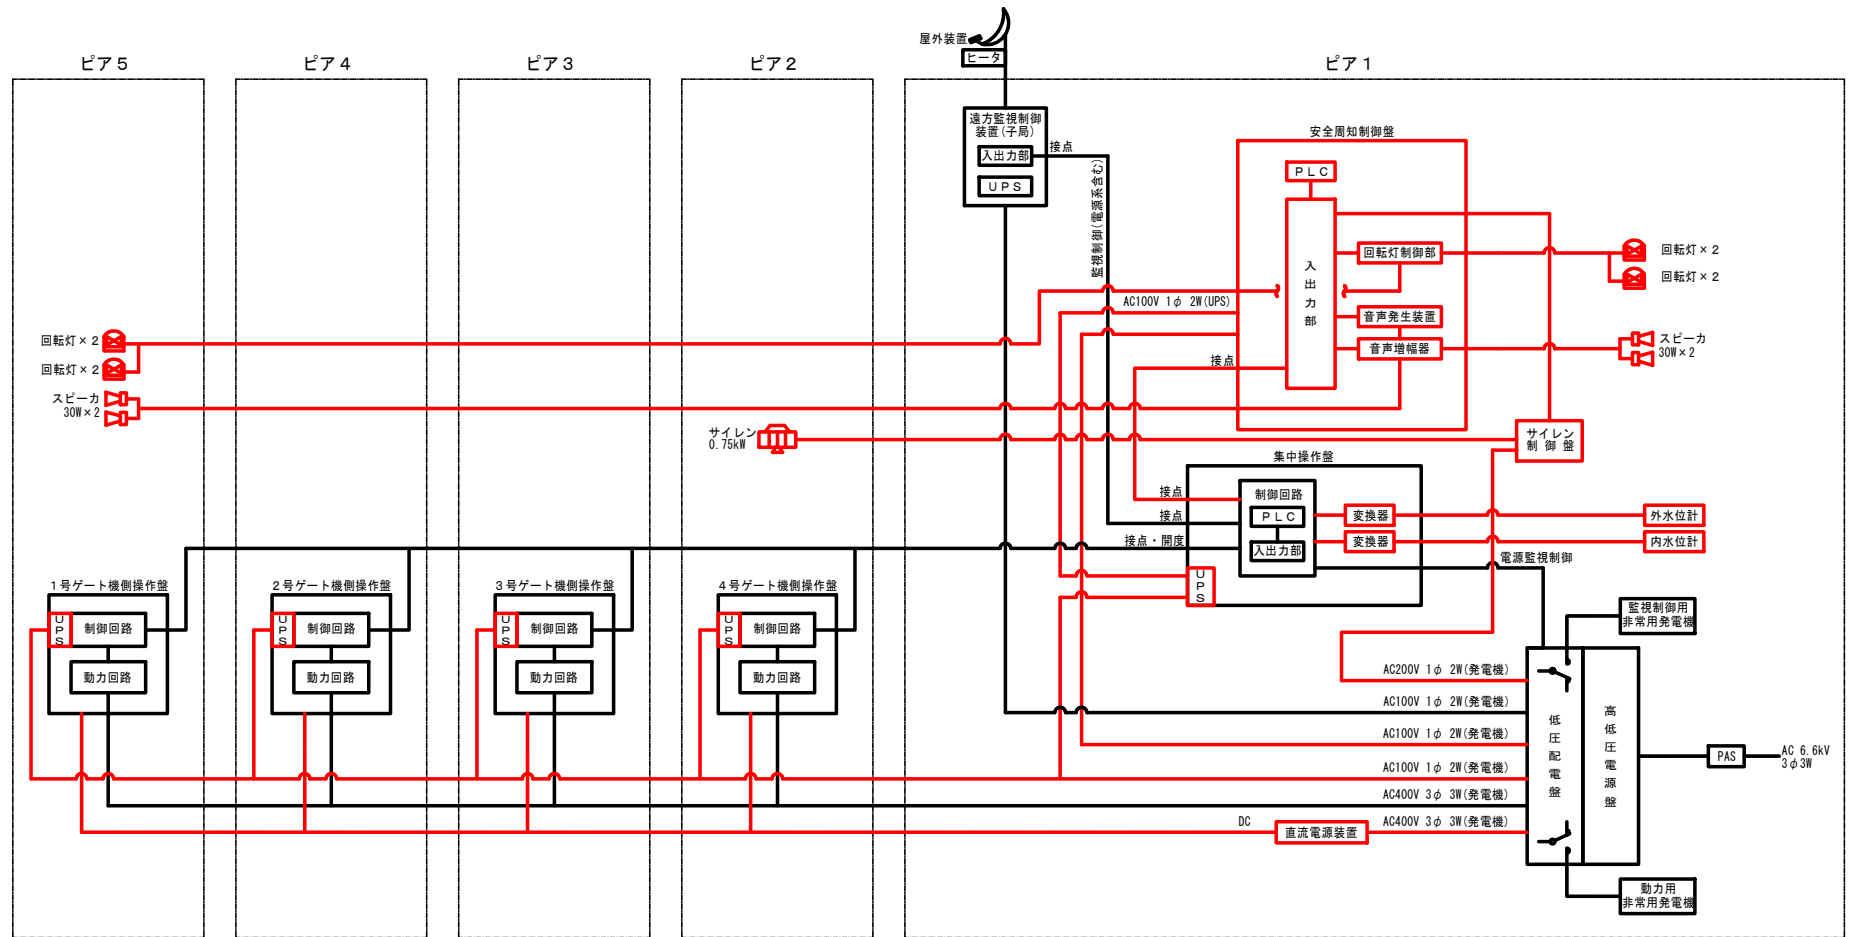 屋外装置
ヒータ
ピア５
ピア４
ピア３
ピア２
ピア１
遠方監視制御
装置(子局)
入出力部
ＵＰＳ
接点
監視制御(電源系含む)
安全周知制御盤
ＰＬＣ
入出力部
回転灯制御部
音声発生装置
音声増幅器
回転灯×２
回転灯×２
スピーカ
30W×2
AC100V 1φ 2W(UPS)
接点
回転灯×２
回転灯×２
スピーカ
30W×2
サイレン
0.75kW
サイレン
制御盤
集中操作盤
制御回路
ＰＬＣ
入出力部
UPS
接点
接点
接点・開度
変換器
変換器
外水位計
内水位計
電源監視制御
１号ゲート機側操作盤
UPS
制御回路
動力回路
２号ゲート機側操作盤
UPS
制御回路
動力回路
３号ゲート機側操作盤
UPS
制御回路
動力回路
４号ゲート機側操作盤
UPS
制御回路
動力回路
監視制御用
非常用発電機
AC200V 1φ 2W(発電機)
AC100V 1φ 2W(発電機)
AC100V 1φ 2W(発電機)
AC100V 1φ 2W(発電機)
AC400V 3φ 3W(発電機)
AC400V 3φ 3W(発電機)
DC
直流電源装置
低圧配電盤
高低圧電源盤
PAS
AC 6.6kV
3φ3W
動力用
非常用発電機